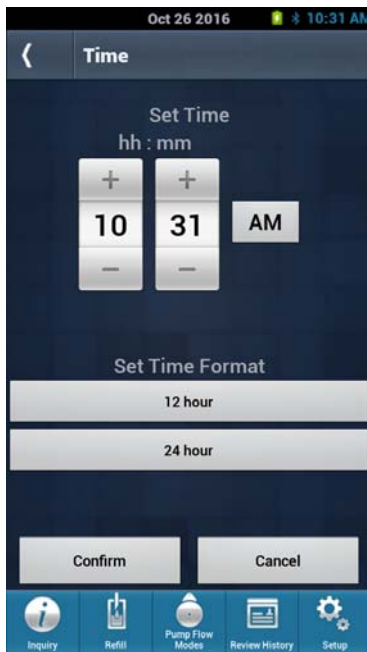 Oct 26 2016 10:31 AM
Time
Set Time
hh : mm
+ +
10 31 AM
− −
Set Time Format
12 hour
24 hour
Confirm Cancel
Inquiry Refill Pump Flow Modes Review History Setup